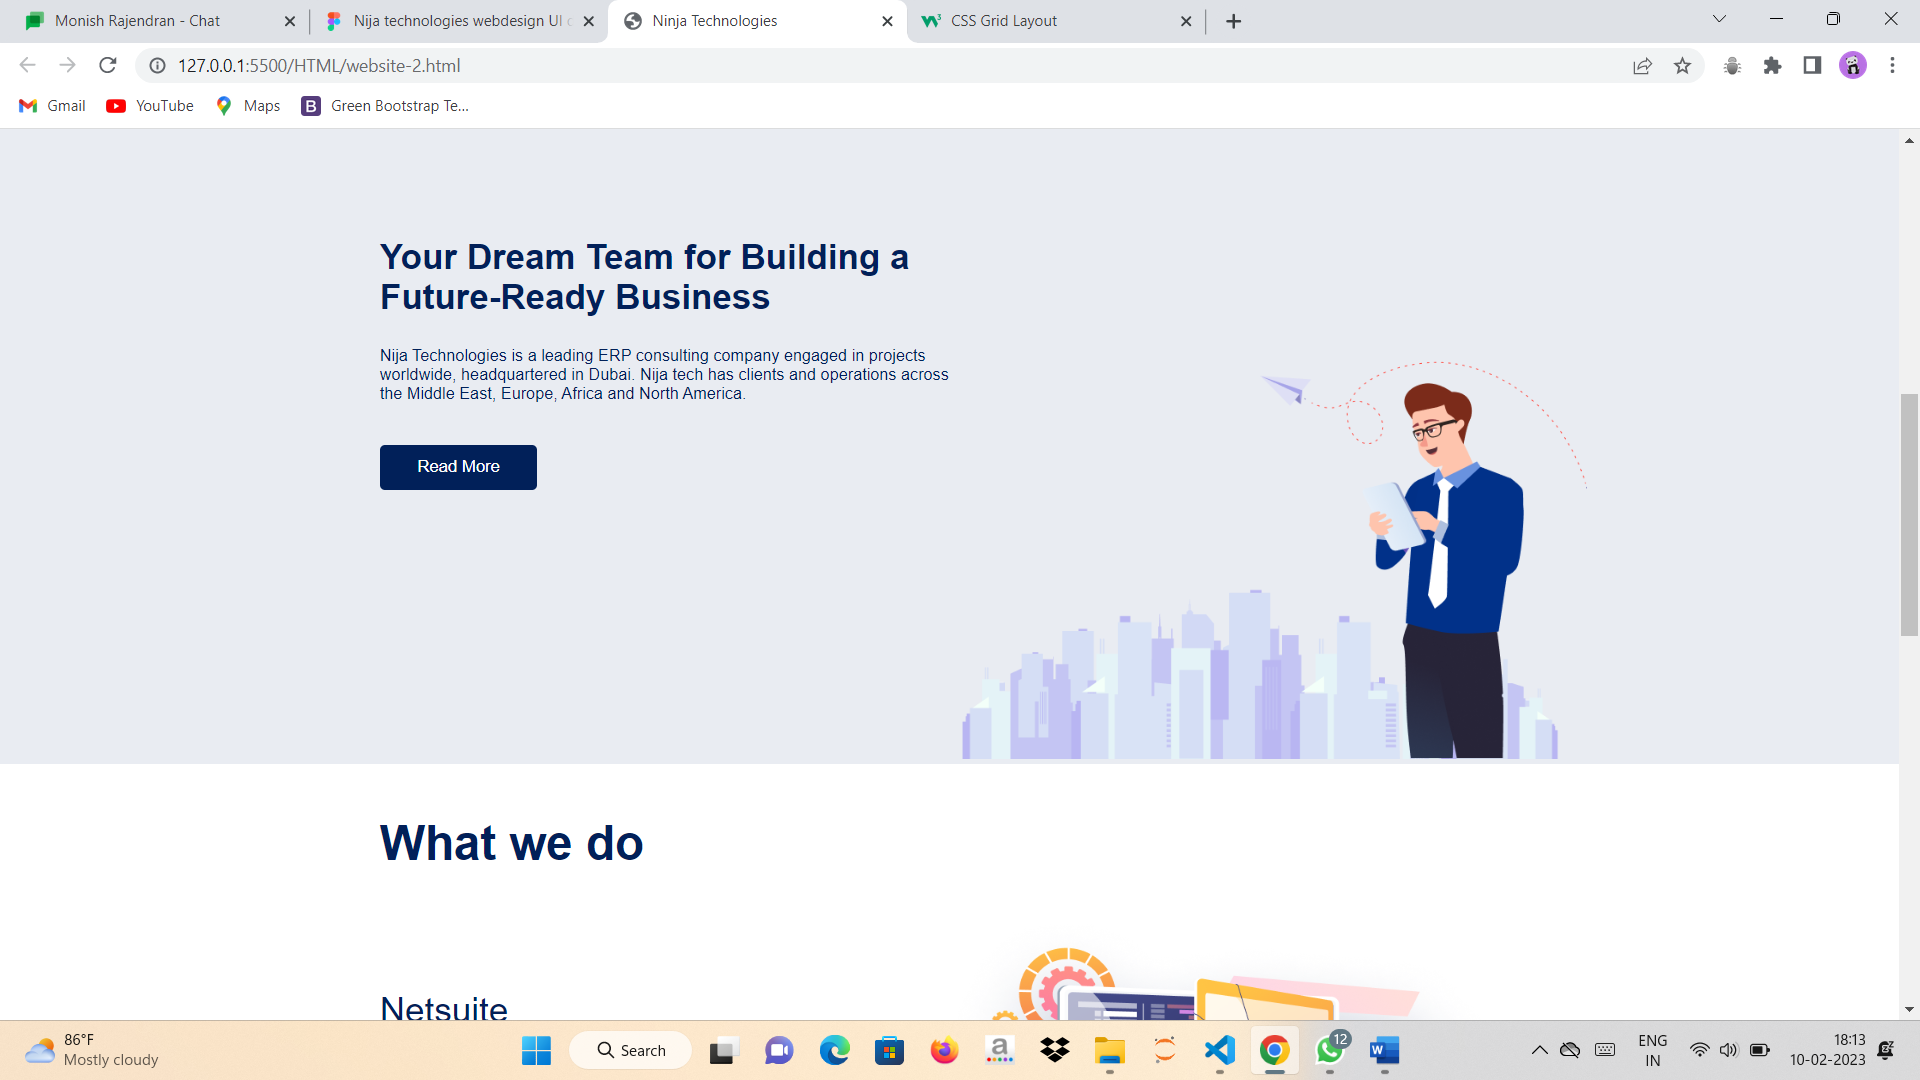 Monish Rajendran - Chat
Nija technologies webdesign UI
Ninja Technologies
W3
CSS Grid Layout
127.0.0.1:5500/HTML/website-2.html
Gmail
YouTube
Maps
B
Green Bootstrap Te...
Your Dream Team for Building a
Future-Ready Business
Nija Technologies is a leading ERP consulting company engaged in projects
worldwide, headquartered in Dubai. Nija tech has clients and operations across
the Middle East, Europe, Africa and North America.
Read More
What we do
Netsuite
86°F
Mostly cloudy
Search
a
12
W
ENG
IN
18:13
10-02-2023